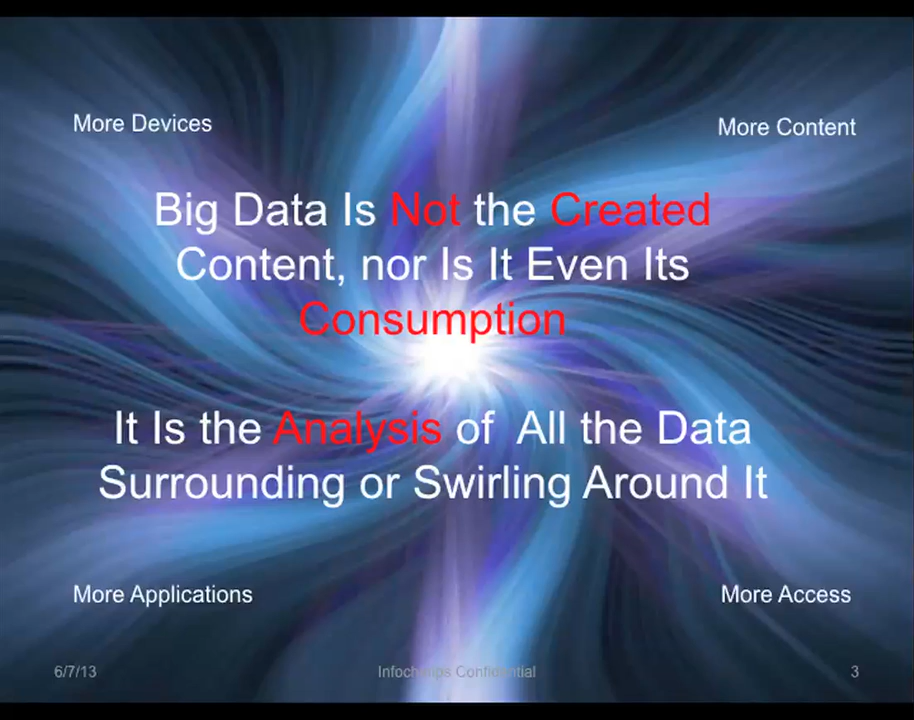 More Devices
More Content
Big Data Is Not the Created
Content, nor Is It Even Its
Consumption
It Is the Analysis of All the Data
Surrounding or Swirling Around It
More Applications
More Access
6/7/13
Infochimps Confidential
3